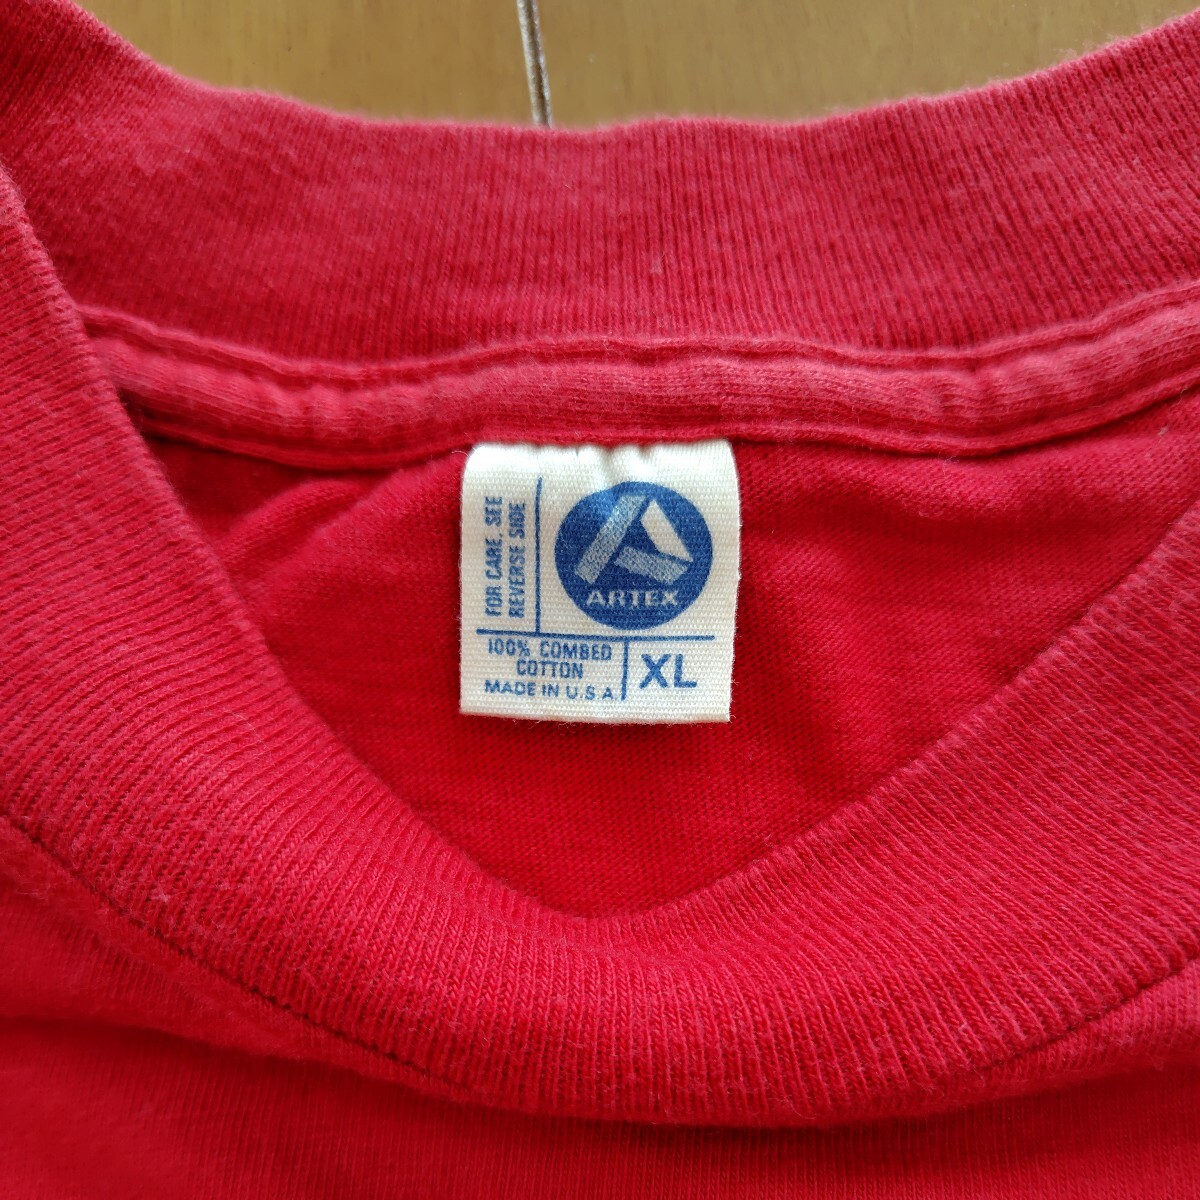 FOR CARE, SEE
REVERSE SIDE
ARTEX
100% COMBED
COTTON
MADE IN U.S.A.
XL